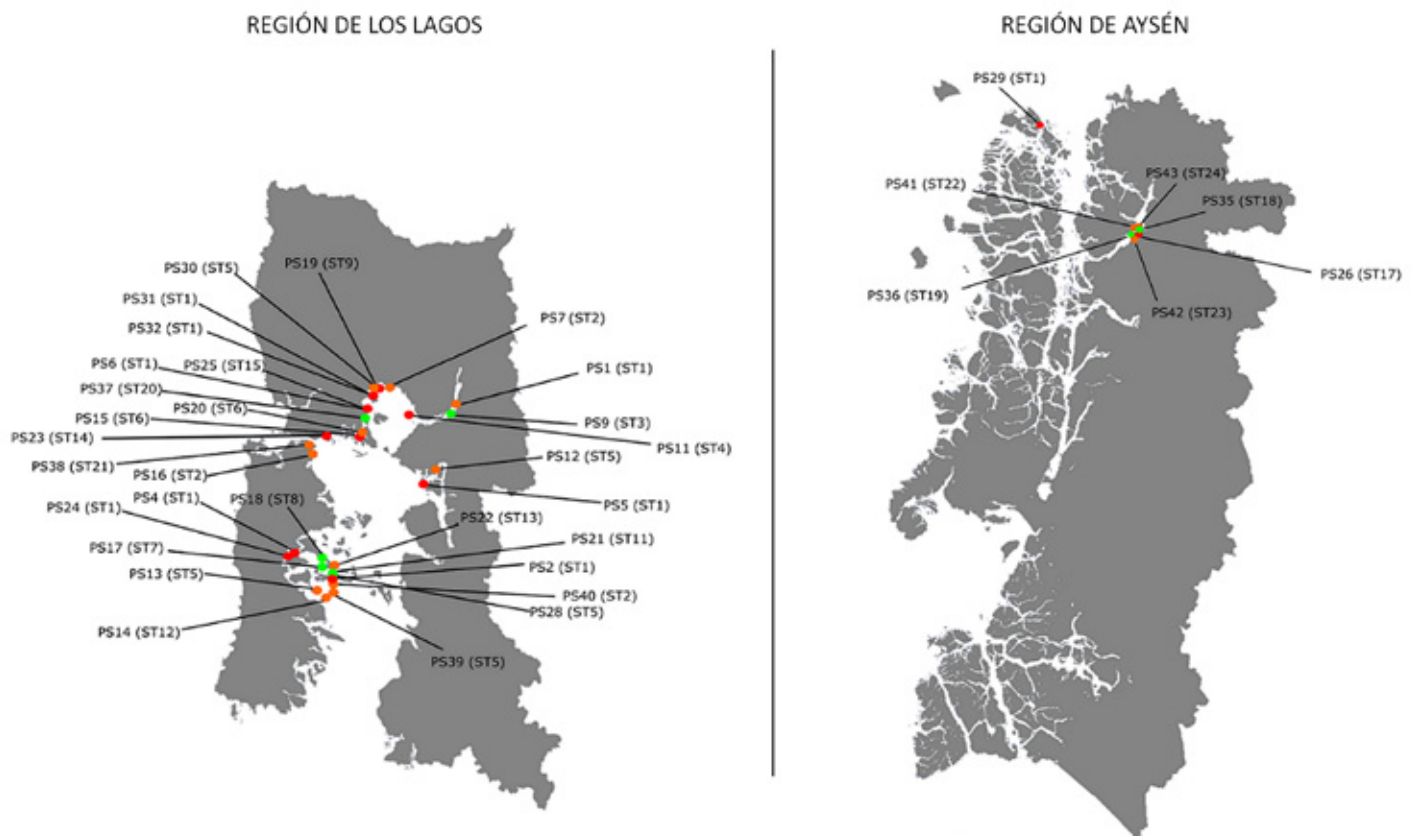 REGIÓN DE LOS LAGOS
REGIÓN DE AYSÉN
PS29 (ST1)
PS43 (ST24)
PS41 (ST22)
PS35 (ST18)
PS26 (ST17)
PS36 (ST19)
PS42 (ST23)
PS30 (ST5)
PS19 (ST9)
PS31 (ST1)
PS7 (ST2)
PS32 (ST1)
PS6 (ST1)
PS25 (ST15)
PS1 (ST1)
PS37 (ST20)
PS20 (ST6)
PS15 (ST6)
PS9 (ST3)
PS23 (ST14)
PS11 (ST4)
PS12 (ST5)
PS38 (ST21)
PS16 (ST2)
PS4 (ST1)
PS18 (ST8)
PS5 (ST1)
PS24 (ST1)
PS22 (ST13)
PS21 (ST11)
PS17 (ST7)
PS2 (ST1)
PS13 (ST5)
PS40 (ST2)
PS28 (ST5)
PS14 (ST12)
PS39 (ST5)